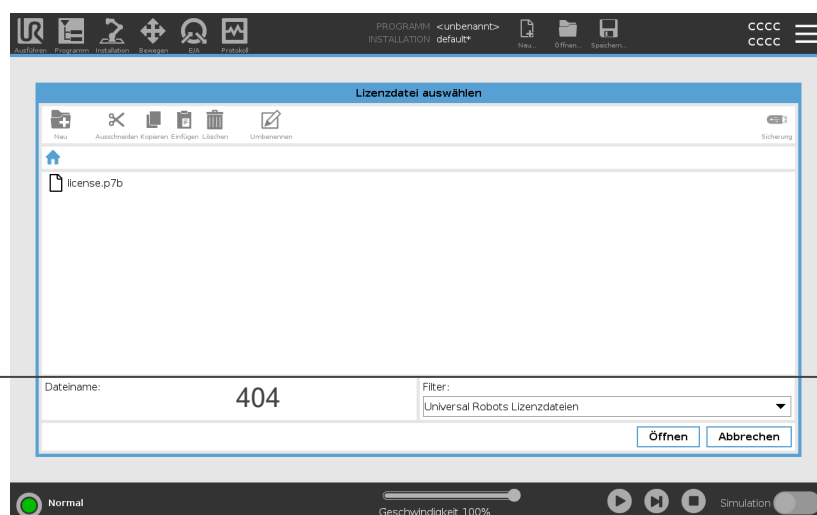 UR
PROGRAMM <unbenannt>
INSTALLATION default*
CCCC
CCCC
Ausführen Programm Installation Bewegen E/A Protokoll Neu... Öffnen... Speichern...
Lizenzdatei auswählen
Neu Ausschneiden Kopieren Einfügen Löschen Umbenennen Sicherung
license.p7b
Dateiname:
404
Filter:
Universal Robots Lizenzdateien
Öffnen Abbrechen
Normal
Geschwindigkeit 100%
Simulation